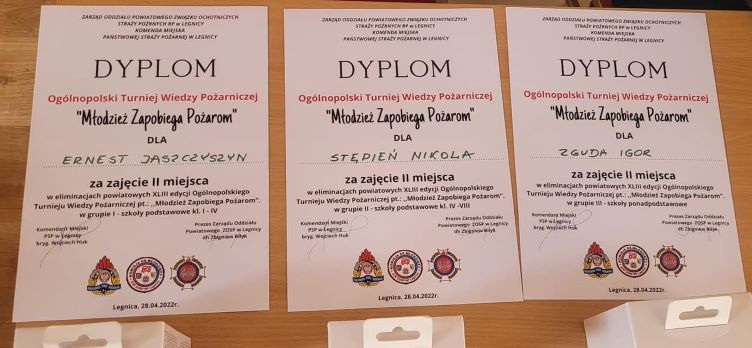 ZARZĄD ODDZIAŁU POWIATOWEGO ZWIĄZKU OCHOTNICZYCH
STRAŻY POŻRNYCH RP w LEGNICY
KOMENDA MIEJSKA
PAŃSTWOWEJ STRAŻY POŻARNEJ W LEGNICY
DYPLOM
Ogólnopolski Turniej Wiedzy Pożarniczej
"Młodzież Zapobiega Pożarom"
DLA
ERNEST JASZCZYSZYN
za zajęcie II miejsca
w eliminacjach powiatowych XLIII edycji Ogólnopolskiego
Turnieju Wiedzy Pożarniczej pt.: „Młodzież Zapobiega Pożarom".
w grupie I - szkoły podstawowe kl. I - IV
Komendant Miejski
PSP w Legnicy
bryg. Wojciech Huk
Prezes Zarządu Oddziału
Powiatowego ZOSP w Legnicy
dh Zbigniew Biłyk
Legnica, 28.04.2022r.
ZARZĄD ODDZIAŁU POWIATOWEGO ZWIĄZKU OCHOTNICZYCH
STRAŻY POŻRNYCH RP w LEGNICY
KOMENDA MIEJSKA
PAŃSTWOWEJ STRAŻY POŻARNEJ W LEGNICY
DYPLOM
Ogólnopolski Turniej Wiedzy Pożarniczej
"Młodzież Zapobiega Pożarom"
DLA
STĘPIEŃ NIKOLA
za zajęcie II miejsca
w eliminacjach powiatowych XLIII edycji Ogólnopolskiego
Turnieju Wiedzy Pożarniczej pt.: „Młodzież Zapobiega Pożarom".
w grupie II - szkoły podstawowe kl. IV -VIII
Komendant Miejski
PSP w Legnicy
bryg. Wojciech Huk
Prezes Zarządu Oddziału
Powiatowego ZOSP w Legnicy
dh Zbigniew Biłyk
Legnica, 28.04.2022r.
ZARZĄD ODDZIAŁU POWIATOWEGO ZWIĄZKU OCHOTNICZYCH
STRAŻY POŻRNYCH RP w LEGNICY
KOMENDA MIEJSKA
PAŃSTWOWEJ STRAŻY POŻARNEJ W LEGNICY
DYPLOM
Ogólnopolski Turniej Wiedzy Pożarniczej
"Młodzież Zapobiega Pożarom"
DLA
ZGUDA IGOR
za zajęcie II miejsca
w eliminacjach powiatowych XLIII edycji Ogólnopolskiego
Turnieju Wiedzy Pożarniczej pt.: „Młodzież Zapobiega Pożarom".
w grupie III - szkoły ponadpodstawowe
Komendant Miejski
PSP w Legnicy
bryg. Wojciech Huk
Prezes Zarządu Oddziału
Powiatowego ZOSP w Legnicy
dh Zbigniew Biłyk
Legnica, 28.04.2022r.